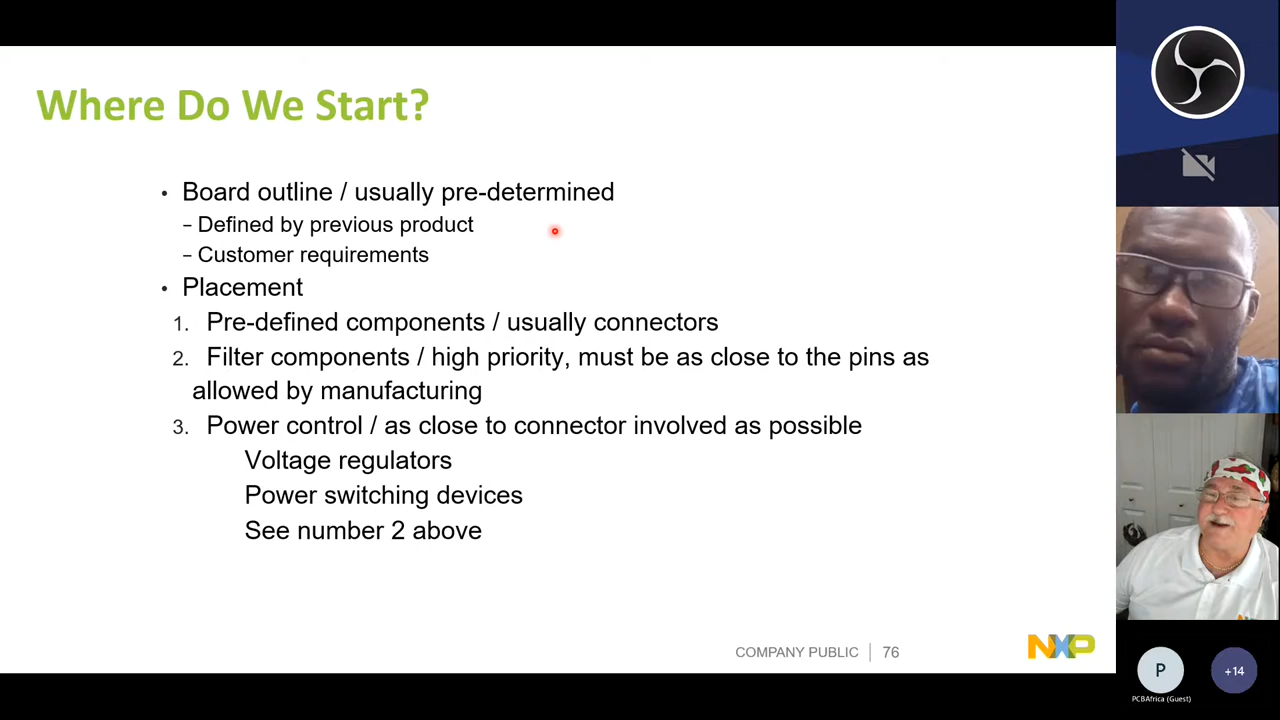 Where Do We Start?
• Board outline / usually pre-determined
– Defined by previous product
– Customer requirements
• Placement
1. Pre-defined components / usually connectors
2. Filter components / high priority, must be as close to the pins as
allowed by manufacturing
3. Power control / as close to connector involved as possible
Voltage regulators
Power switching devices
See number 2 above
COMPANY PUBLIC | 76
NXP
P
+14
PCBAfrica (Guest)